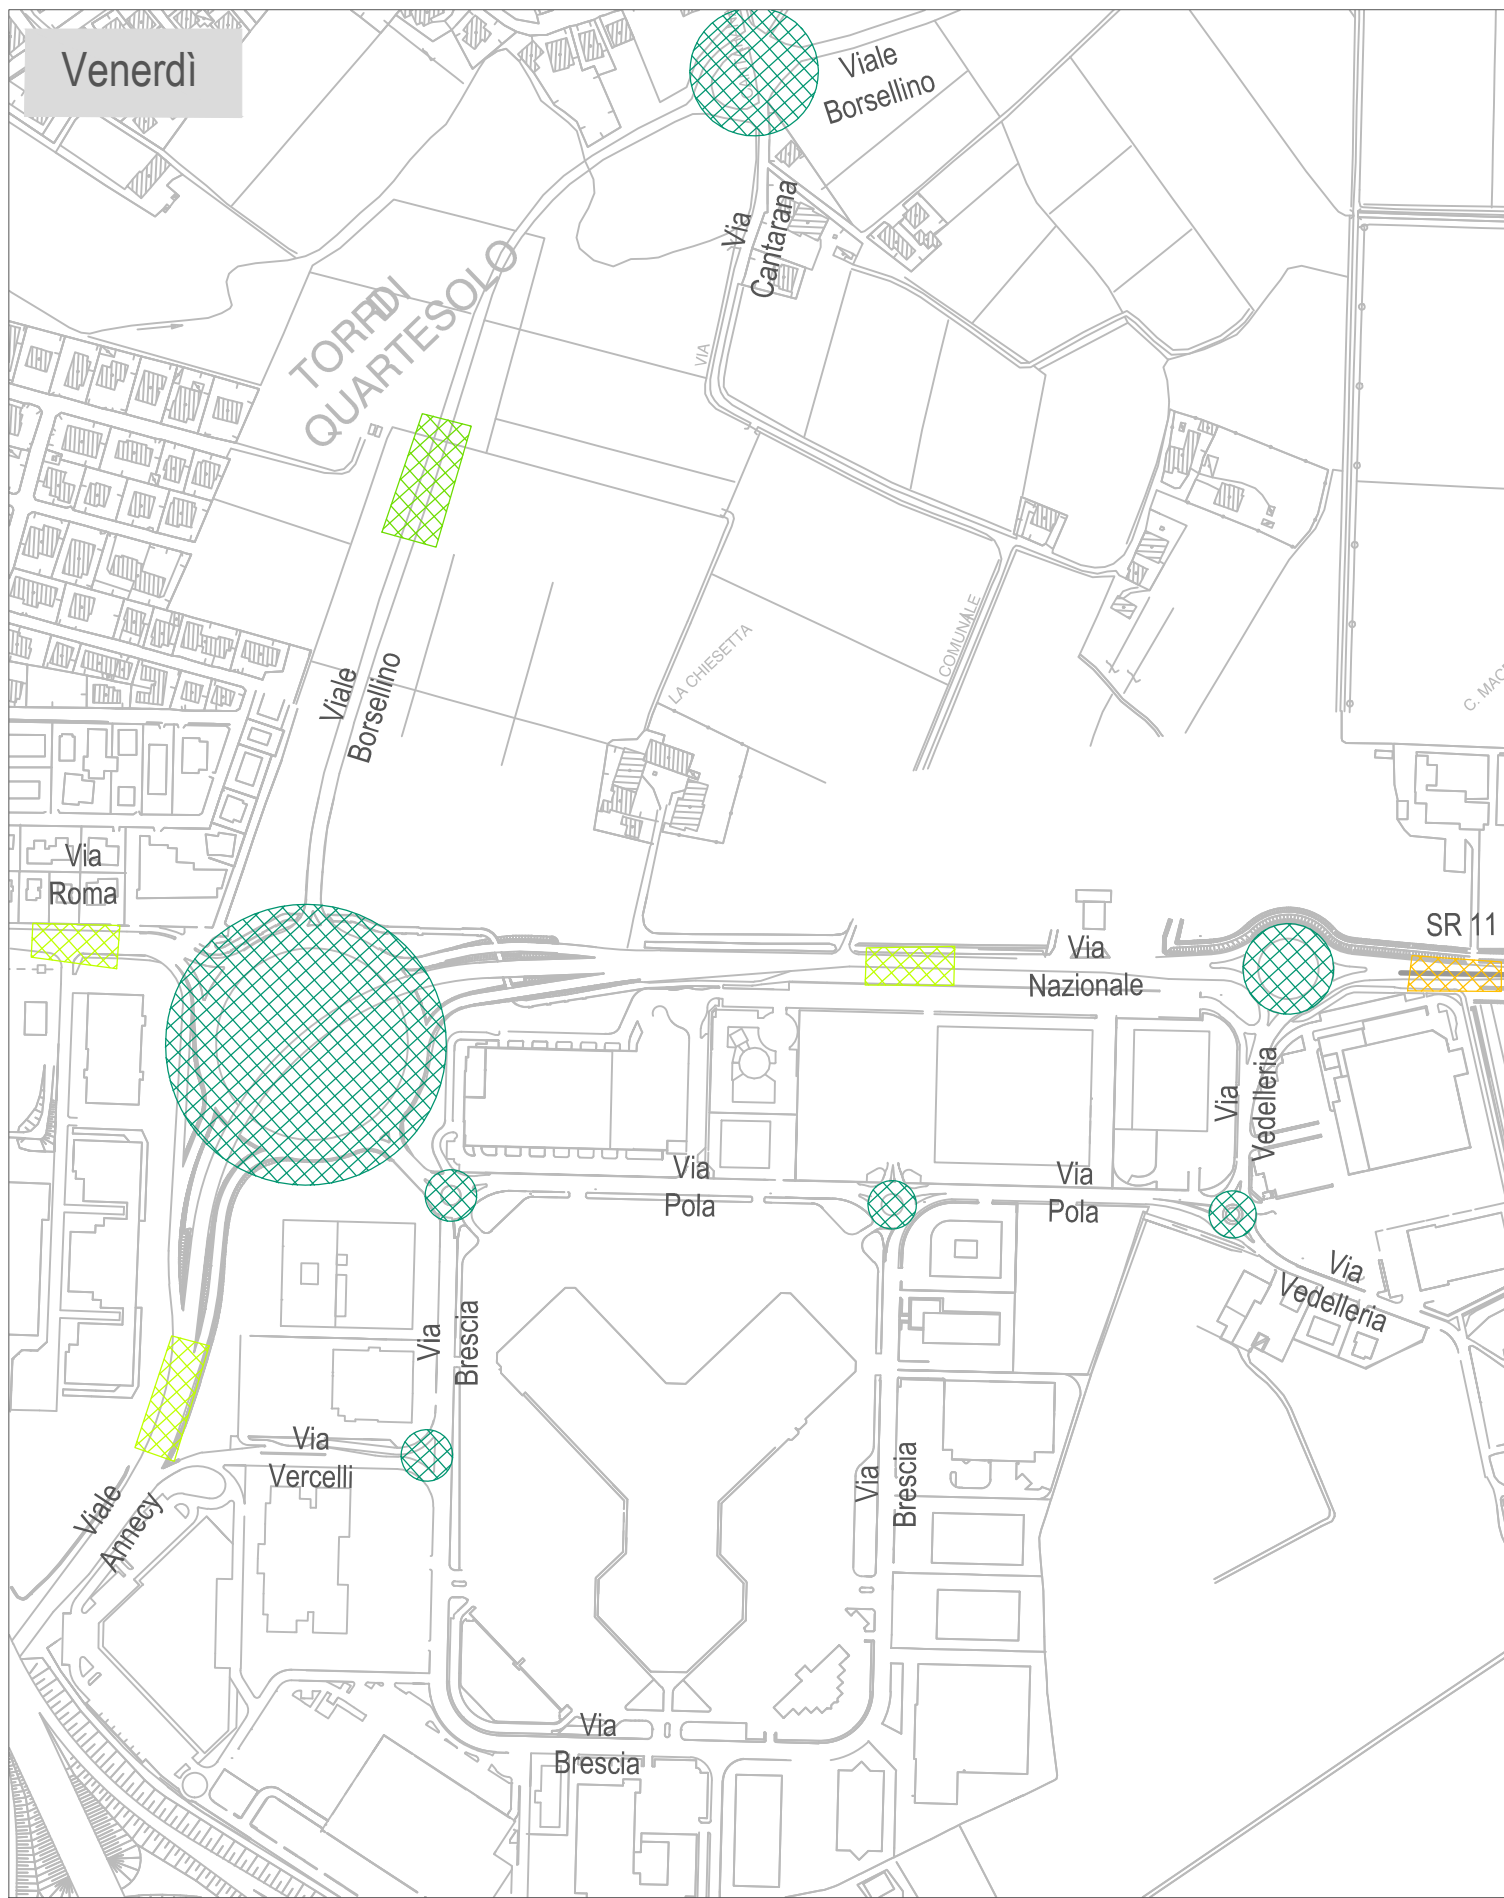 Venerdì
Viale
Borsellino
Via
Cantarana
TORRI DI
QUARTESOLO
VIA
LA CHIESETTA
COMUNALE
Viale
Borsellino
Via
Roma
SR 11
Via
Nazionale
Via
Vedelleria
Via
Pola
Via
Pola
Via
Vedelleria
Via
Brescia
Via
Vercelli
Via
Brescia
Viale
Annecy
Via
Brescia